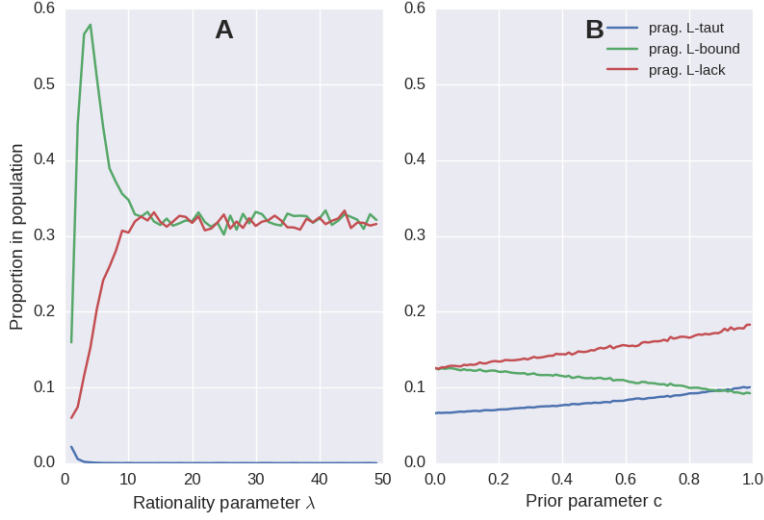 A
0.6
0.5
0.4
0.3
0.2
0.1
0.0
0 10 20 30 40 50
Proportion in population
Rationality parameter λ
B
prag. L-taut
prag. L-bound
prag. L-lack
0.6
0.5
0.4
0.3
0.2
0.1
0.0
0.0 0.2 0.4 0.6 0.8 1.0
Prior parameter c